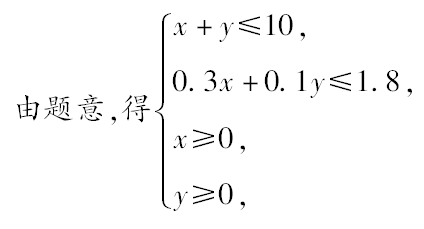 x + y ≤ 10,
0. 3x + 0. 1y ≤ 1. 8,
由题意,得
x ≥ 0,
y ≥ 0,